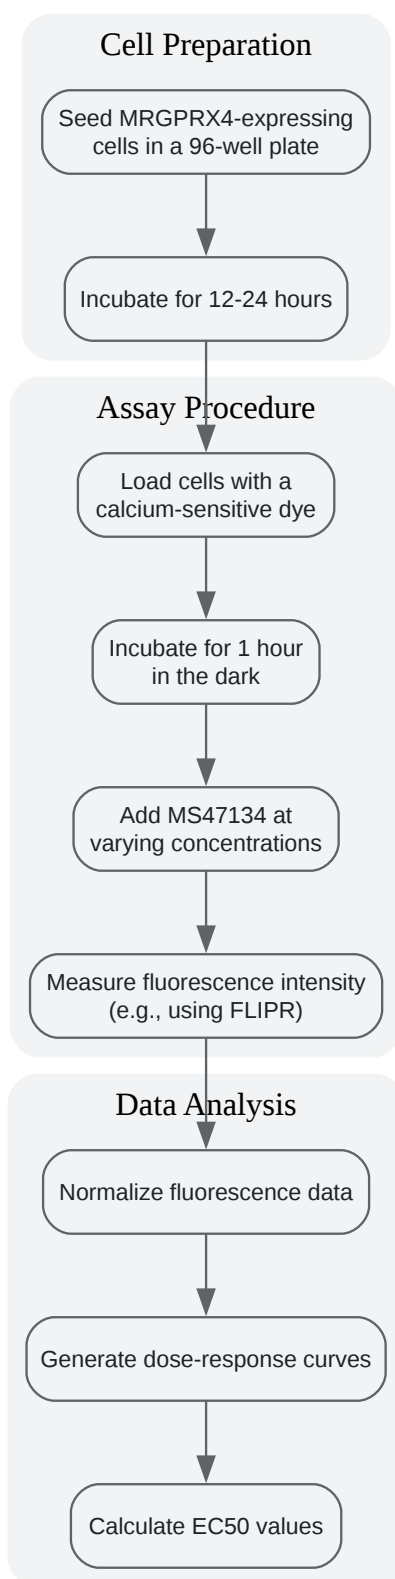 Cell Preparation
Seed MRGPRX4-expressing
cells in a 96-well plate
Incubate for 12-24 hours
Assay Procedure
Load cells with a
calcium-sensitive dye
Incubate for 1 hour
in the dark
Add MS47134 at
varying concentrations
Measure fluorescence intensity
(e.g., using FLIPR)
Data Analysis
Normalize fluorescence data
Generate dose-response curves
Calculate EC50 values